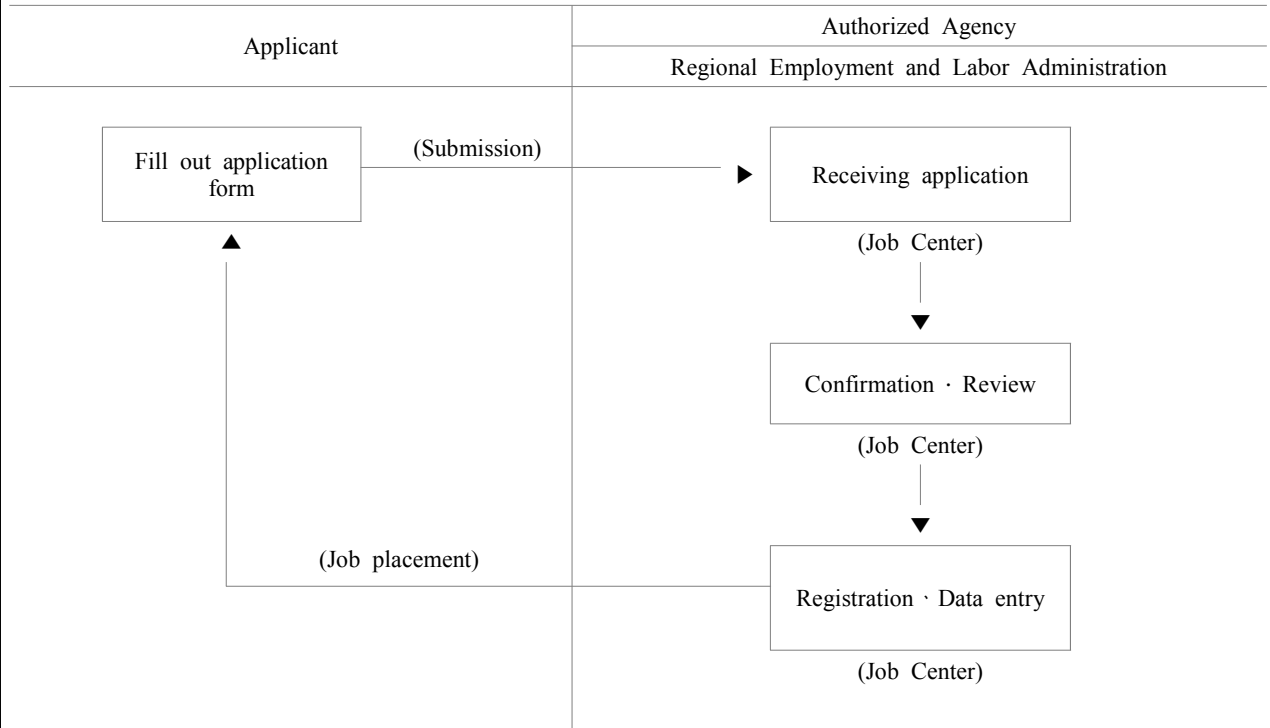 Applicant
Authorized Agency
Regional Employment and Labor Administration
Fill out application
form
(Submission)
Receiving application
(Job Center)
Confirmation · Review
(Job Center)
(Job placement)
Registration、Data entry
(Job Center)